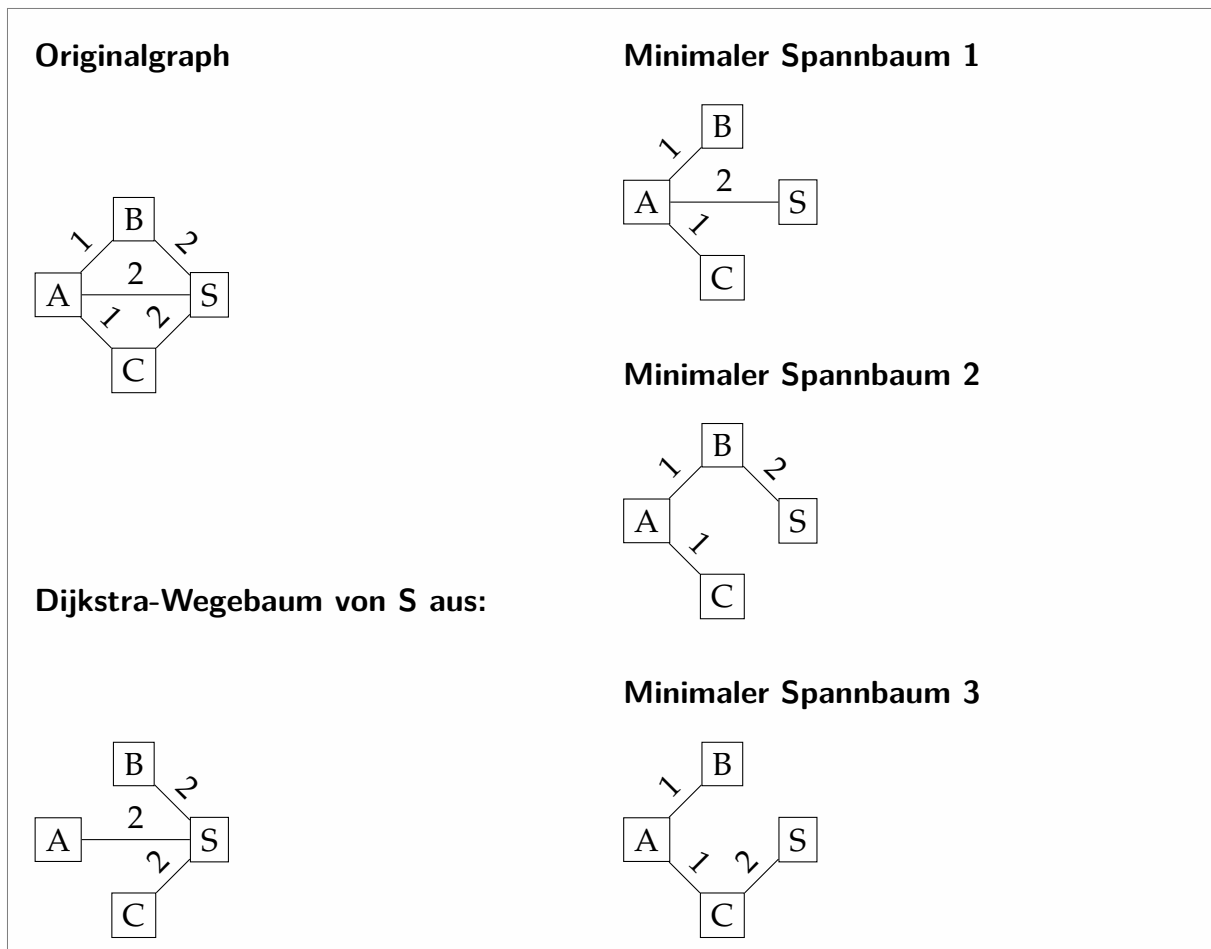 Originalgraph
B
1
2
2
A
S
1
2
C
Dijkstra-Wegebaum von S aus:
B
2
2
A
S
2
C
Minimaler Spannbaum 1
B
1
2
A
S
1
C
Minimaler Spannbaum 2
B
1
2
A
S
1
C
Minimaler Spannbaum 3
B
1
A
S
1
2
C